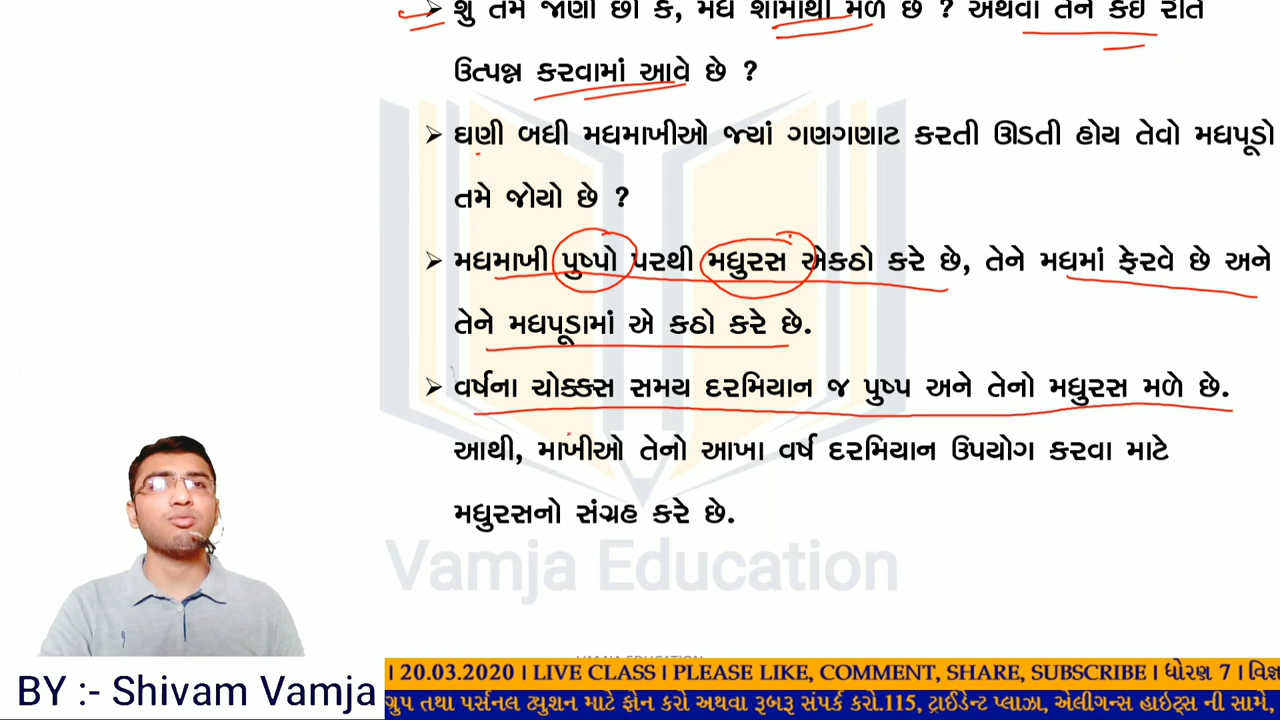 શું તમે જાણો છો કે, મધ શામાંથી મળે છે ? અથવા તેને કઈ રીતે
ઉત્પન્ન કરવામાં આવે છે ?
➢ ઘણી બધી મધમાખીઓ જ્યાં ગણગણાટ કરતી ઊડતી હોય તેવો મધપૂડો
તમે જોયો છે ?
➢ મધમાખી પુષ્પો પરથી મધુરસ એકઠો કરે છે, તેને મધમાં ફેરવે છે અને
તેને મધપૂડામાં એ કઠો કરે છે.
➢ વર્ષના ચોક્ક્સ સમય દરમિયાન જ પુષ્પ અને તેનો મધુરસ મળે છે.
આથી, માખીઓ તેનો આખા વર્ષ દરમિયાન ઉપયોગ કરવા માટે
મધુરસનો સંગ્રહ કરે છે.
Vamja Education
VAMJA EDUCATION
BY :- Shivam Vamja
| 20.03.2020 | LIVE CLASS | PLEASE LIKE, COMMENT, SHARE, SUBSCRIBE | ધોરણ 7 |
ગ્રુપ તથા પર્સનલ ટ્યુશન માટે ફોન કરો અથવા રૂબરૂ સંપર્ક કરો.115, ટ્રાઈડેન્ટ પ્લાઝા, એલીગન્સ હાઇટ્સ ની સામે,